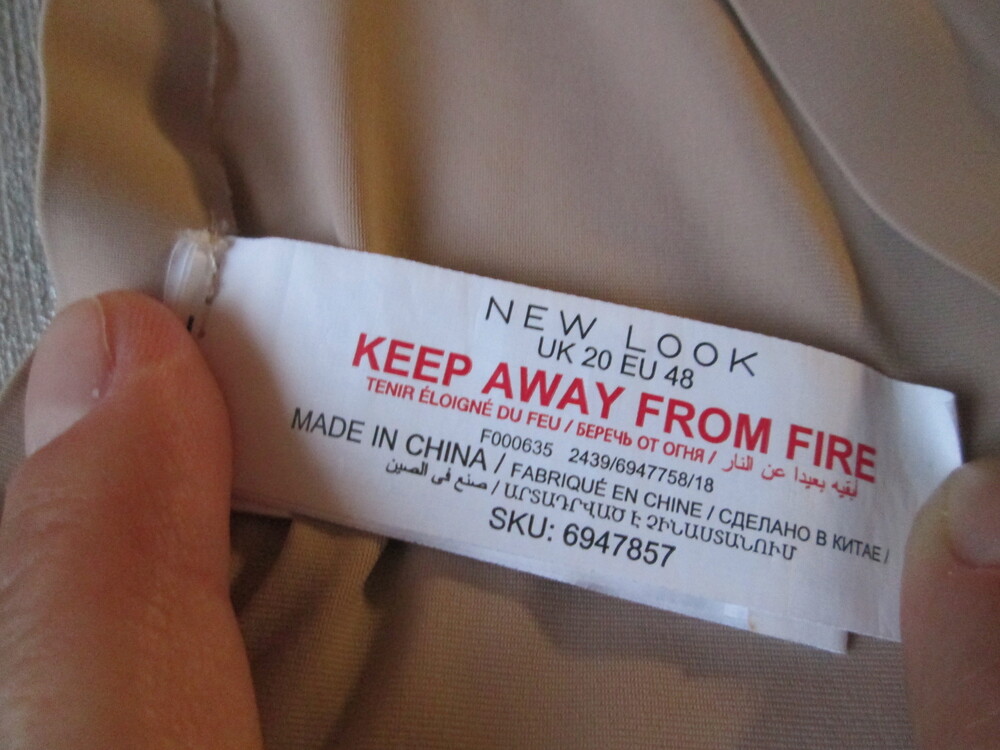 NEW LOOK
UK 20 EU 48
KEEP AWAY FROM FIRE
TENIR ÉLOIGNÉ DU FEU / БЕРЕЧЬ ОТ ОГНЯ / أبقيه بعيدا عن النار
F000635 2439/6947758/18
MADE IN CHINA / FABRIQUÉ EN CHINE / СДЕЛАНО В КИТАЕ /
صنع في الصين / ԱՐՏԱԴՐՎԱԾ Է ՉԻՆԱՍՏԱՆՈՒՄ
SKU: 6947857